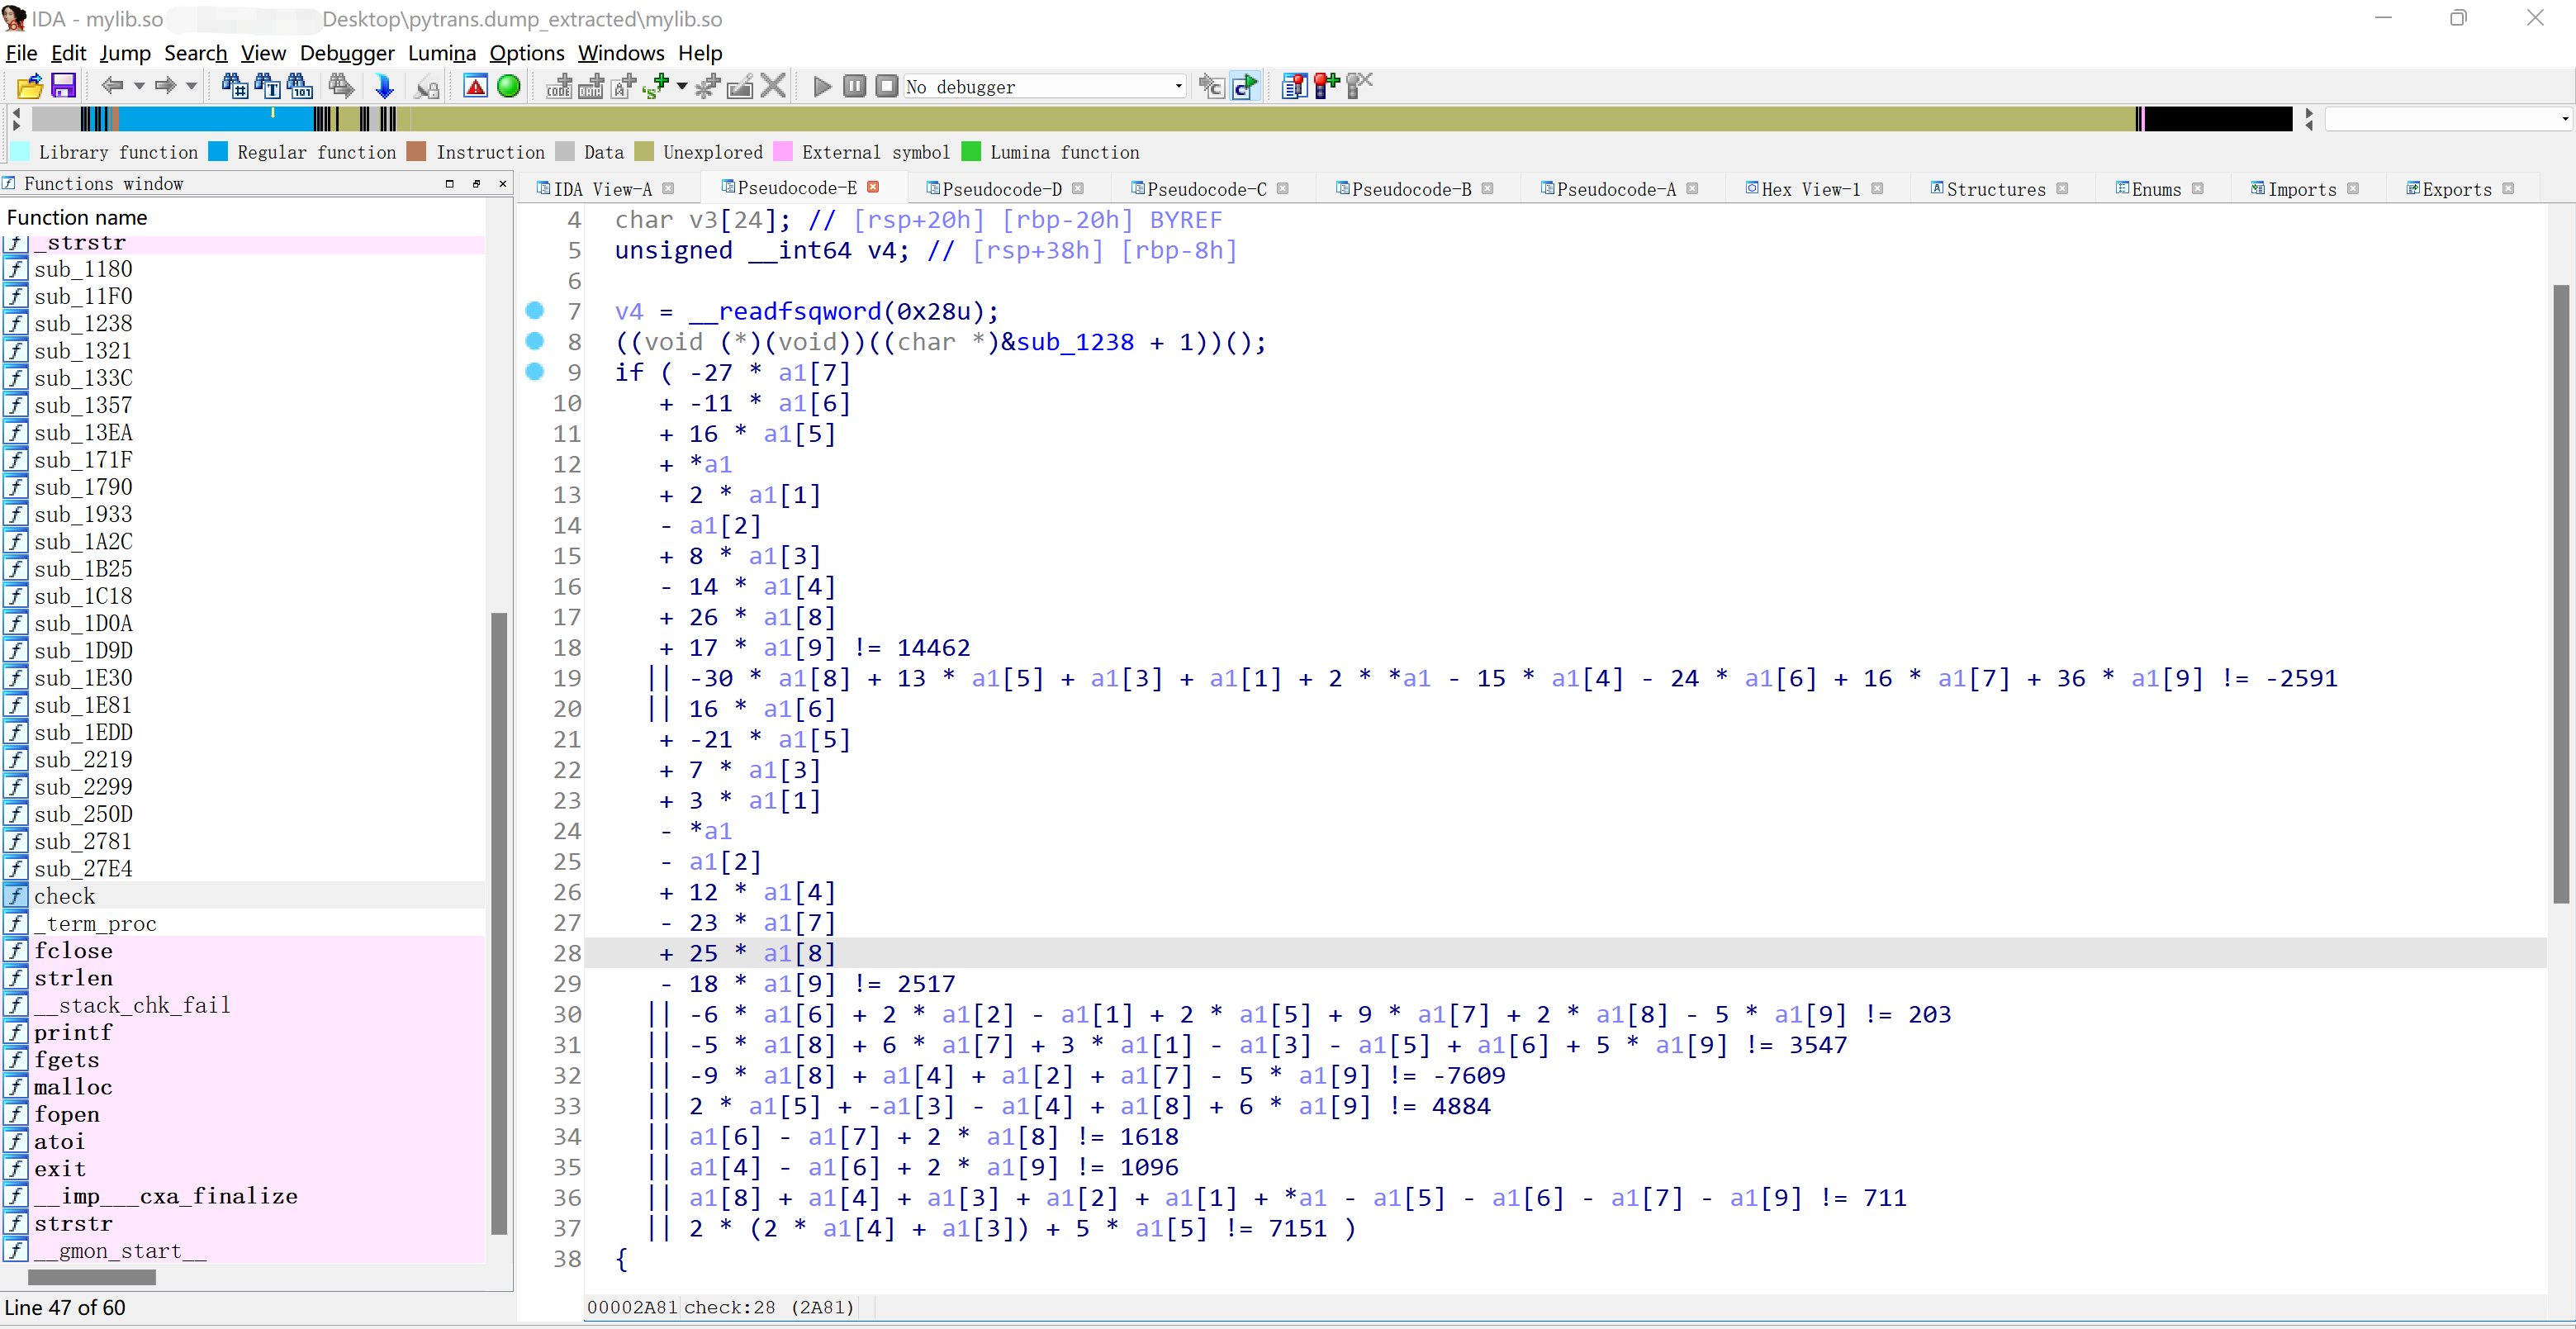 IDA - mylib.so Desktop\pytrans.dump_extracted\mylib.so
File Edit Jump Search View Debugger Lumina Options Windows Help
No debugger
Library function Regular function Instruction Data Unexplored External symbol Lumina function
Functions window
IDA View-A Pseudocode-E Pseudocode-D Pseudocode-C Pseudocode-B Pseudocode-A Hex View-1 Structures Enums Imports Exports
Function name
_strstr
sub_1180
sub_11F0
sub_1238
sub_1321
sub_133C
sub_1357
sub_13EA
sub_171F
sub_1790
sub_1933
sub_1A2C
sub_1B25
sub_1C18
sub_1D0A
sub_1D9D
sub_1E30
sub_1E81
sub_1EDD
sub_2219
sub_2299
sub_250D
sub_2781
sub_27E4
check
_term_proc
fclose
strlen
__stack_chk_fail
printf
fgets
malloc
fopen
atoi
exit
__imp___cxa_finalize
strstr
__gmon_start__
Line 47 of 60
4 char v3[24]; // [rsp+20h] [rbp-20h] BYREF
5 unsigned __int64 v4; // [rsp+38h] [rbp-8h]
6
7 v4 = __readfsqword(0x28u);
8 ((void (*)(void))((char *)&sub_1238 + 1))();
9 if ( -27 * a1[7]
10 + -11 * a1[6]
11 + 16 * a1[5]
12 + *a1
13 + 2 * a1[1]
14 - a1[2]
15 + 8 * a1[3]
16 - 14 * a1[4]
17 + 26 * a1[8]
18 + 17 * a1[9] != 14462
19 || -30 * a1[8] + 13 * a1[5] + a1[3] + a1[1] + 2 * *a1 - 15 * a1[4] - 24 * a1[6] + 16 * a1[7] + 36 * a1[9] != -2591
20 || 16 * a1[6]
21 + -21 * a1[5]
22 + 7 * a1[3]
23 + 3 * a1[1]
24 - *a1
25 - a1[2]
26 + 12 * a1[4]
27 - 23 * a1[7]
28 + 25 * a1[8]
29 - 18 * a1[9] != 2517
30 || -6 * a1[6] + 2 * a1[2] - a1[1] + 2 * a1[5] + 9 * a1[7] + 2 * a1[8] - 5 * a1[9] != 203
31 || -5 * a1[8] + 6 * a1[7] + 3 * a1[1] - a1[3] - a1[5] + a1[6] + 5 * a1[9] != 3547
32 || -9 * a1[8] + a1[4] + a1[2] + a1[7] - 5 * a1[9] != -7609
33 || 2 * a1[5] + -a1[3] - a1[4] + a1[8] + 6 * a1[9] != 4884
34 || a1[6] - a1[7] + 2 * a1[8] != 1618
35 || a1[4] - a1[6] + 2 * a1[9] != 1096
36 || a1[8] + a1[4] + a1[3] + a1[2] + a1[1] + *a1 - a1[5] - a1[6] - a1[7] - a1[9] != 711
37 || 2 * (2 * a1[4] + a1[3]) + 5 * a1[5] != 7151 )
38 {
00002A81 check:28 (2A81)